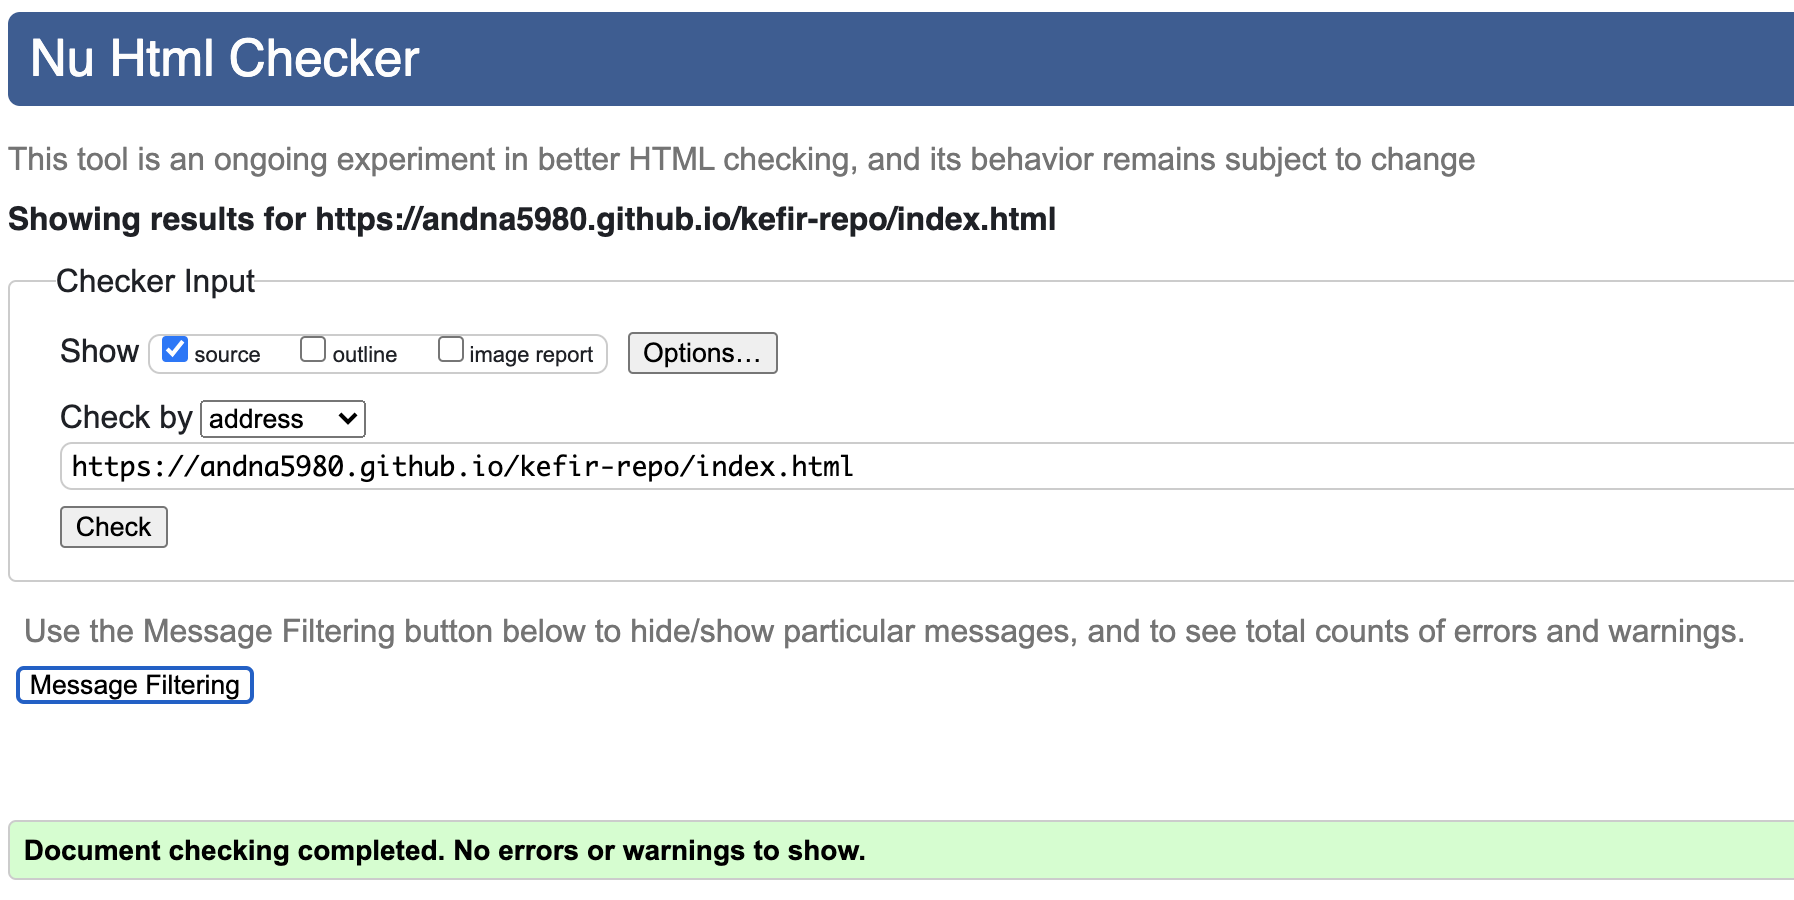 Nu Html Checker
This tool is an ongoing experiment in better HTML checking, and its behavior remains subject to change
Showing results for https://andna5980.github.io/kefir-repo/index.html
Checker Input
Show source outline image report Options…
Check by address
https://andna5980.github.io/kefir-repo/index.html
Check
Use the Message Filtering button below to hide/show particular messages, and to see total counts of errors and warnings.
Message Filtering
Document checking completed. No errors or warnings to show.